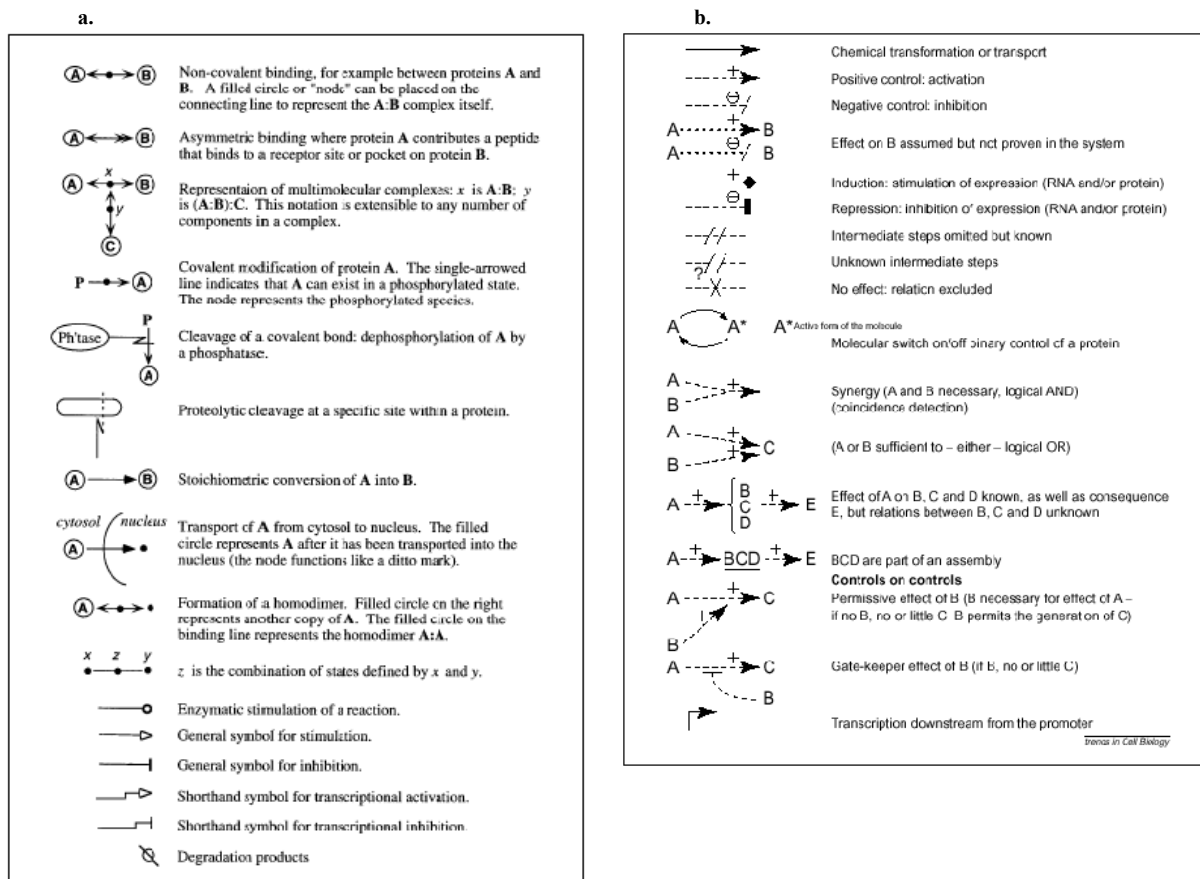 a.
A B Non-covalent binding, for example between proteins A and
B. A filled circle or "node" can be placed on the
connecting line to represent the A:B complex itself.
A B Asymmetric binding where protein A contributes a peptide
that binds to a receptor site or pocket on protein B.
x
A B Representaion of multimolecular complexes: x is A:B; y
y is (A:B):C. This notation is extensible to any number of
C components in a complex.
P A Covalent modification of protein A. The single-arrowed
line indicates that A can exist in a phosphorylated state.
The node represents the phosphorylated species.
P
Ph'tase Cleavage of a covalent bond: dephosphorylation of A by
A a phosphatase.
Proteolytic cleavage at a specific site within a protein.
A B Stoichiometric conversion of A into B.
cytosol nucleus Transport of A from cytosol to nucleus. The filled
A circle represents A after it has been transported into the
nucleus (the node functions like a ditto mark).
A Formation of a homodimer. Filled circle on the right
represents another copy of A. The filled circle on the
binding line represents the homodimer A:A.
x z y
z is the combination of states defined by x and y.
Enzymatic stimulation of a reaction.
General symbol for stimulation.
General symbol for inhibition.
Shorthand symbol for transcriptional activation.
Shorthand symbol for transcriptional inhibition.
Degradation products
b.
Chemical transformation or transport
+ Positive control: activation
⊖ Negative control: inhibition
A + B
A ⊖ B Effect on B assumed but not proven in the system
+ Induction: stimulation of expression (RNA and/or protein)
⊖ Repression: inhibition of expression (RNA and/or protein)
Intermediate steps omitted but known
? Unknown intermediate steps
No effect: relation excluded
A A* A* Active form of the molecule
Molecular switch on/off binary control of a protein
A + Synergy (A and B necessary, logical AND)
B (coincidence detection)
A + C (A or B sufficient to – either – logical OR)
B +
A + B C D + E Effect of A on B, C and D known, as well as consequence
E, but relations between B, C and D unknown
A + BCD + E BCD are part of an assembly
Controls on controls
A + C Permissive effect of B (B necessary for effect of A –
B if no B, no or little C B permits the generation of C)
A + C Gate-keeper effect of B (if B, no or little C)
B
Transcription downstream from the promoter
trends in Cell Biology